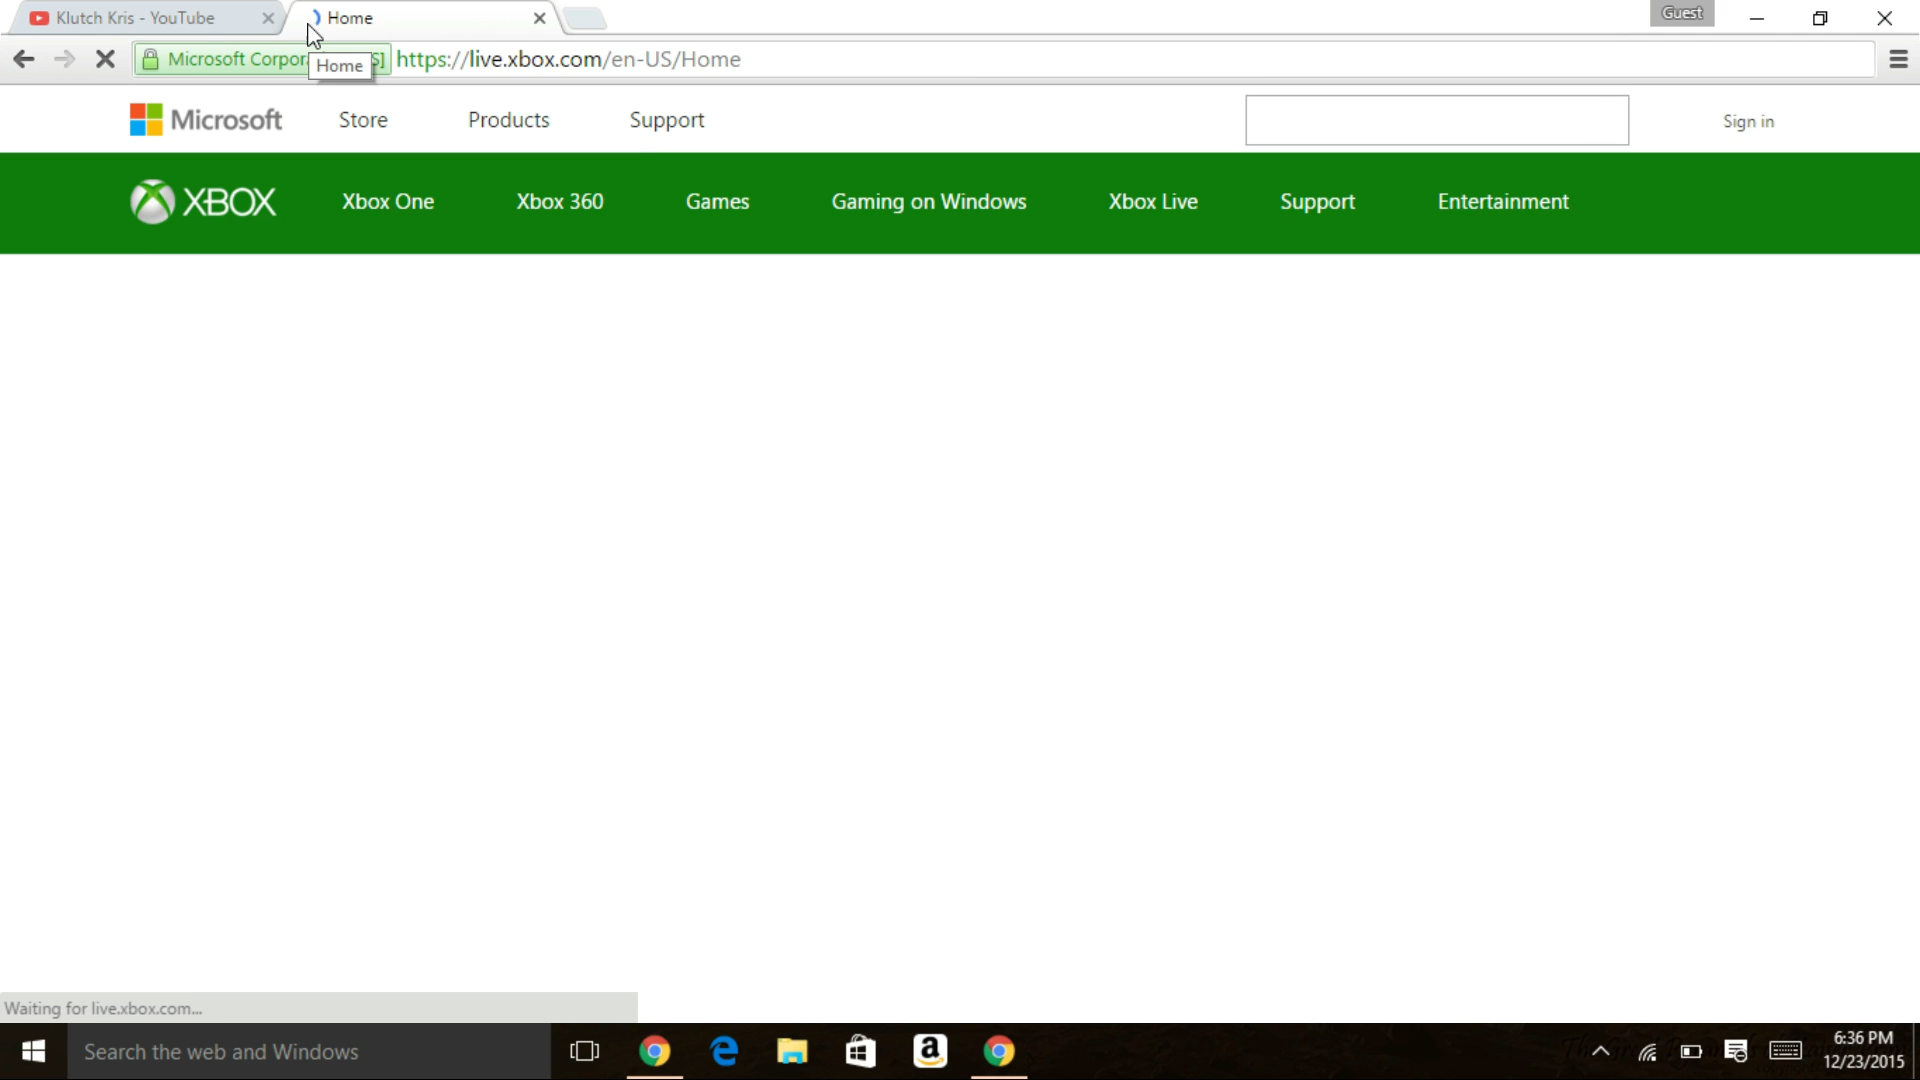 Klutch Kris - YouTube
Home
Guest
Microsoft Corpora
S]
https://live.xbox.com/en-US/Home
Home
Microsoft
Store
Products
Support
Sign in
XBOX
Xbox One
Xbox 360
Games
Gaming on Windows
Xbox Live
Support
Entertainment
Waiting for live.xbox.com...
Search the web and Windows
a
6:36 PM
12/23/2015